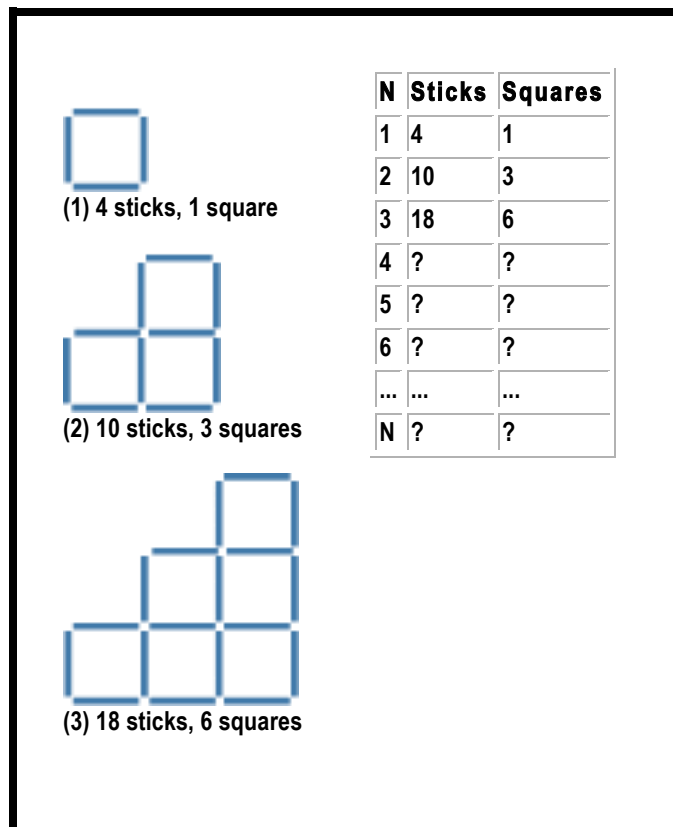 (1) 4 sticks, 1 square
(2) 10 sticks, 3 squares
(3) 18 sticks, 6 squares
N Sticks Squares
1 4 1
2 10 3
3 18 6
4 ? ?
5 ? ?
6 ? ?
... ... ...
N ? ?